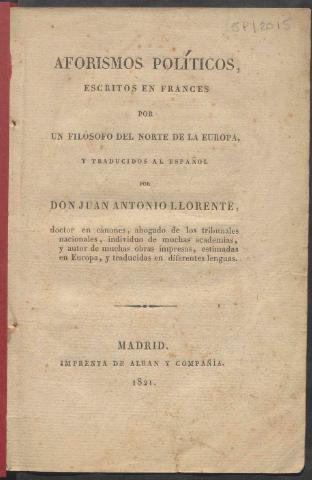 SP/2015
AFORISMOS POLÍTICOS,
ESCRITOS EN FRANCES
POR
UN FILÓSOFO DEL NORTE DE LA EUROPA,
Y TRADUCIDOS AL ESPAÑOL
POR
DON JUAN ANTONIO LLORENTE,
doctor en cánones, abogado de los tribunales
nacionales, individuo de muchas academias,
y autor de muchas obras impresas, estimadas
en Europa, y traducidas en diferentes lenguas.
MADRID.
IMPRENTA DE ALBAN Y COMPAÑÍA.
1821.